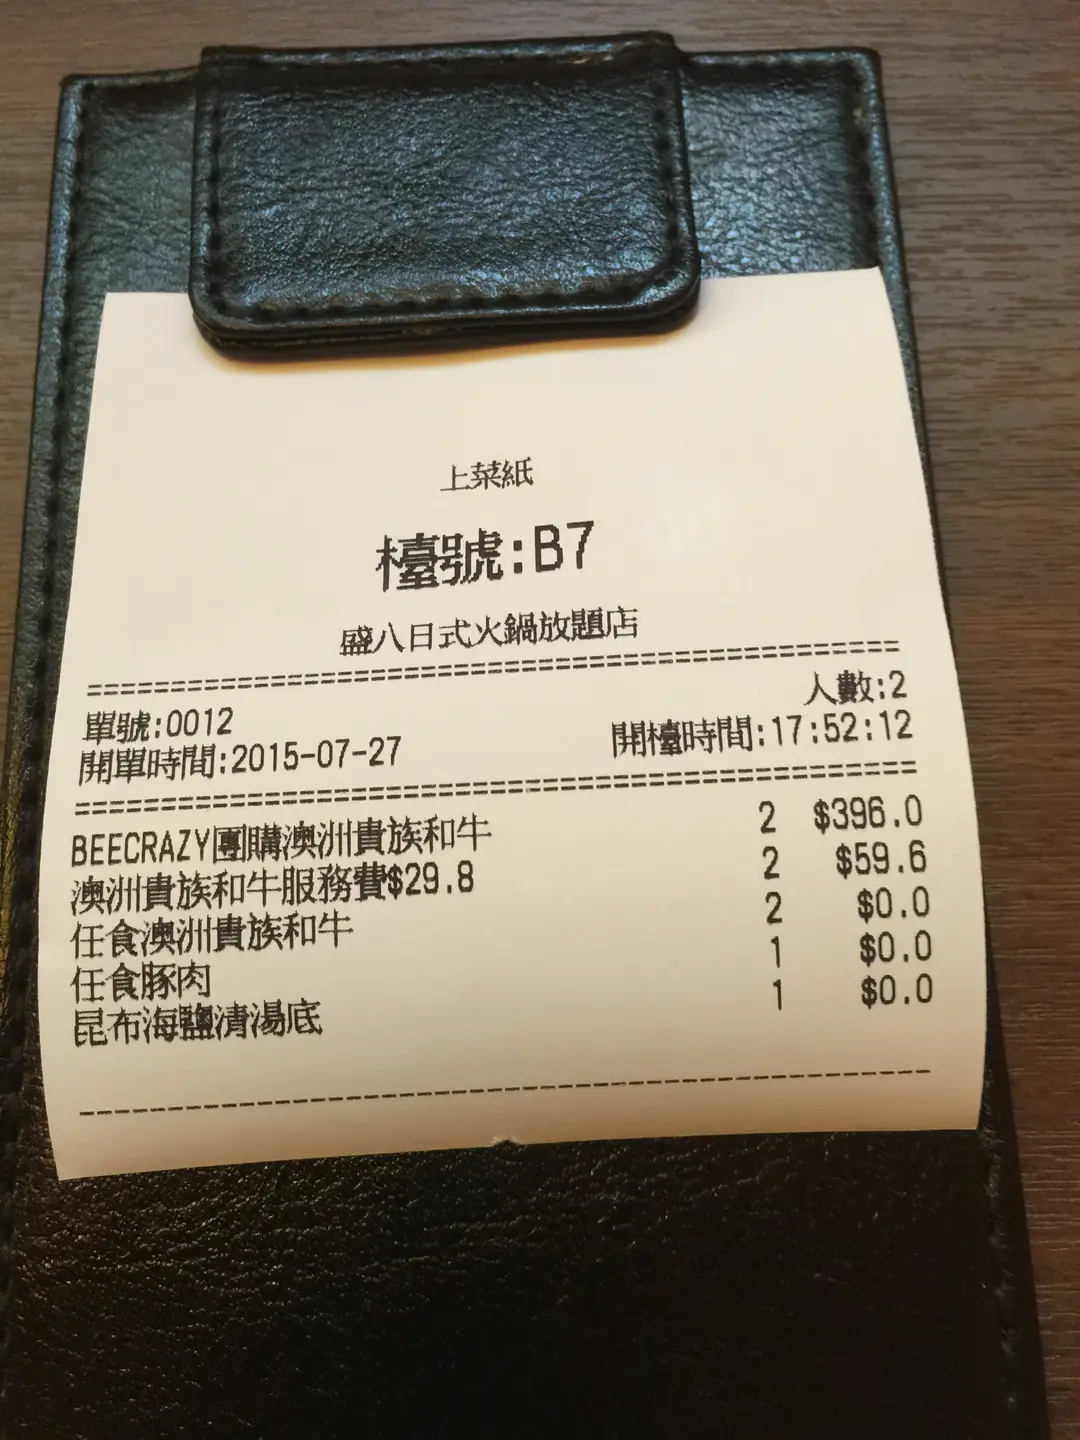 上菜紙
檯號:B7
盛八日式火鍋放題店
人數:2
單號:0012
開單時間:2015-07-27 開檯時間:17:52:12
BEECRAZY團購澳洲貴族和牛 2 $396.0
澳洲貴族和牛服務費$29.8 2 $59.6
任食澳洲貴族和牛 2 $0.0
任食豚肉 1 $0.0
昆布海鹽清湯底 1 $0.0